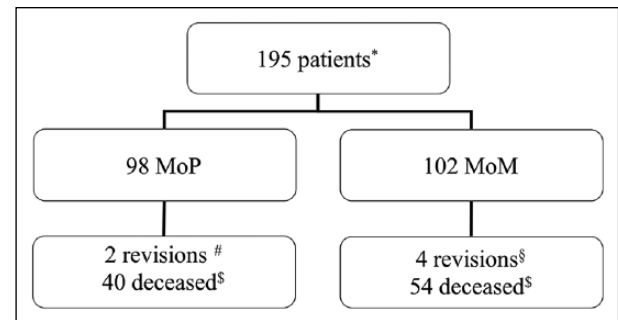 195 patients*
98 MoP
102 MoM
2 revisions #
40 deceased$
4 revisions§
54 deceased$